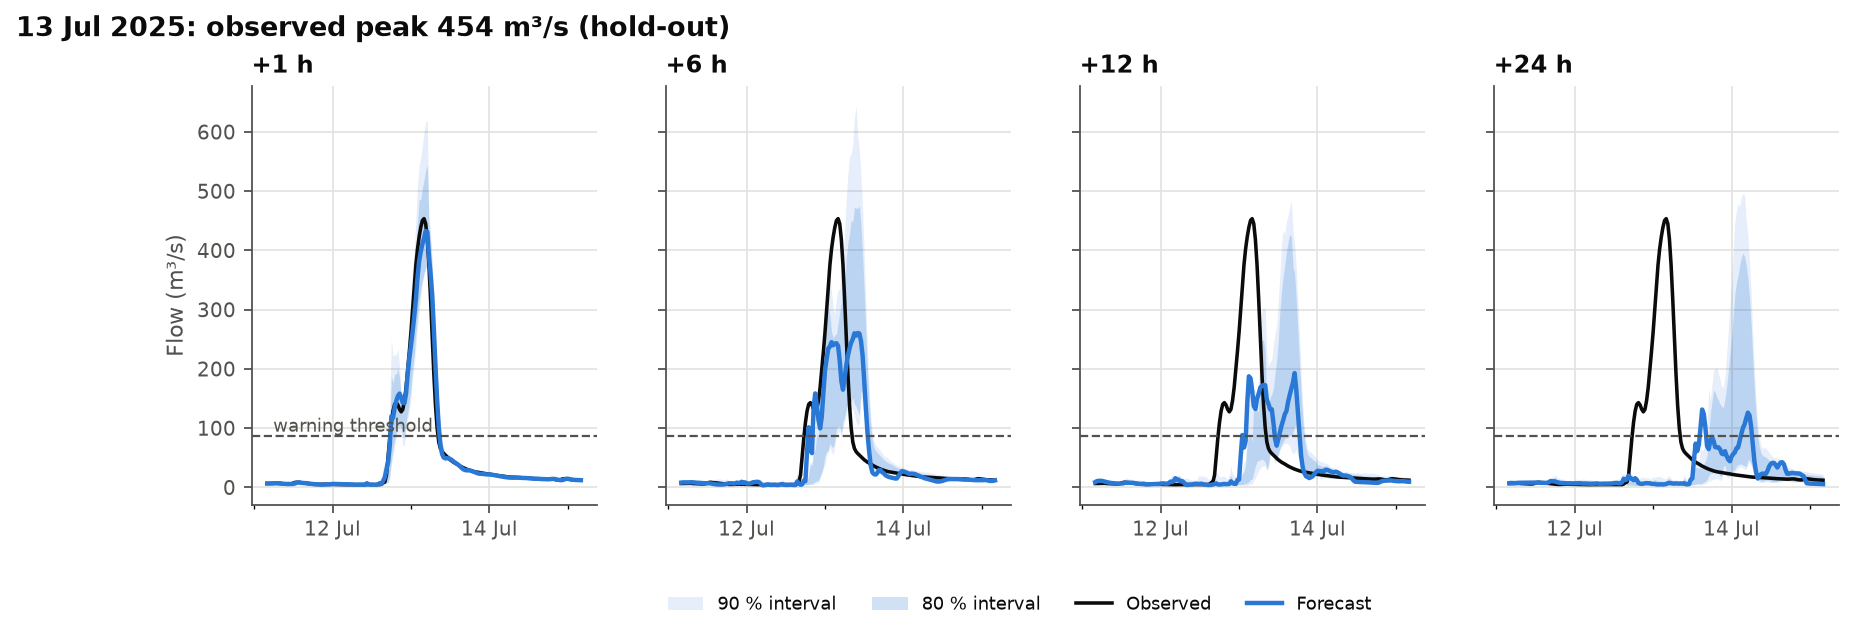 13 Jul 2025: observed peak 454 m³/s (hold-out)
+1 h
+6 h
+12 h
+24 h
Flow (m³/s)
600
500
400
300
200
100
0
warning threshold
12 Jul
14 Jul
12 Jul
14 Jul
12 Jul
14 Jul
12 Jul
14 Jul
90 % interval
80 % interval
Observed
Forecast